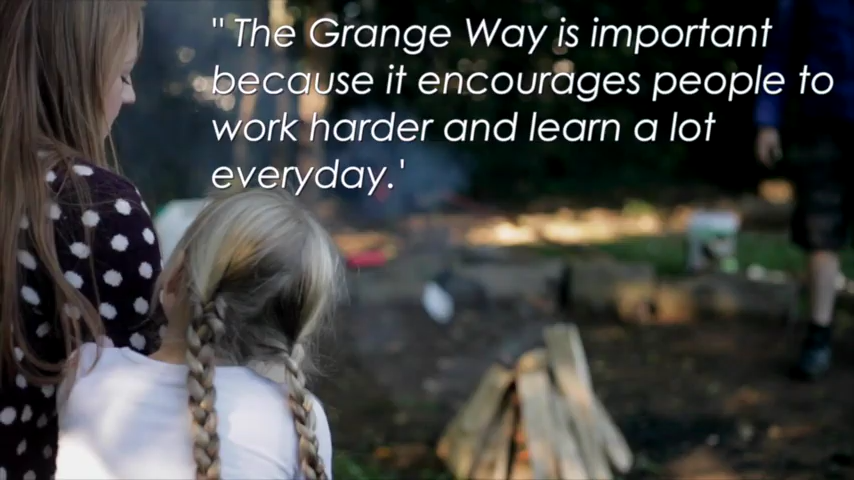 " The Grange Way is important
because it encourages people to
work harder and learn a lot
everyday.'